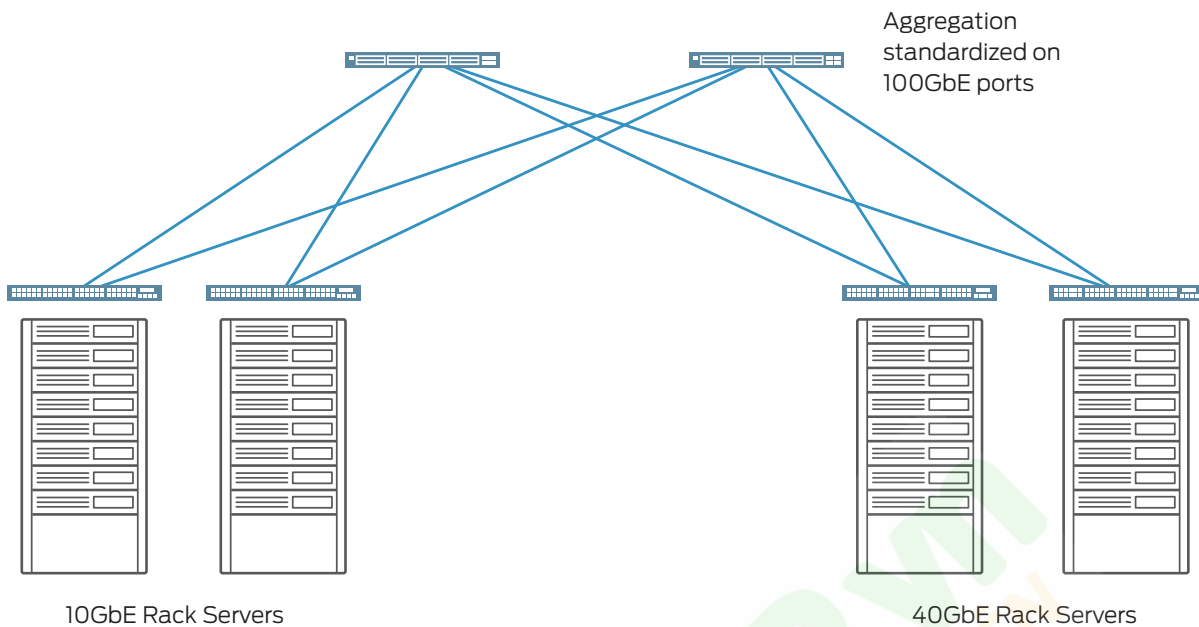 Aggregation
standardized on
100GbE ports
10GbE Rack Servers
40GbE Rack Servers